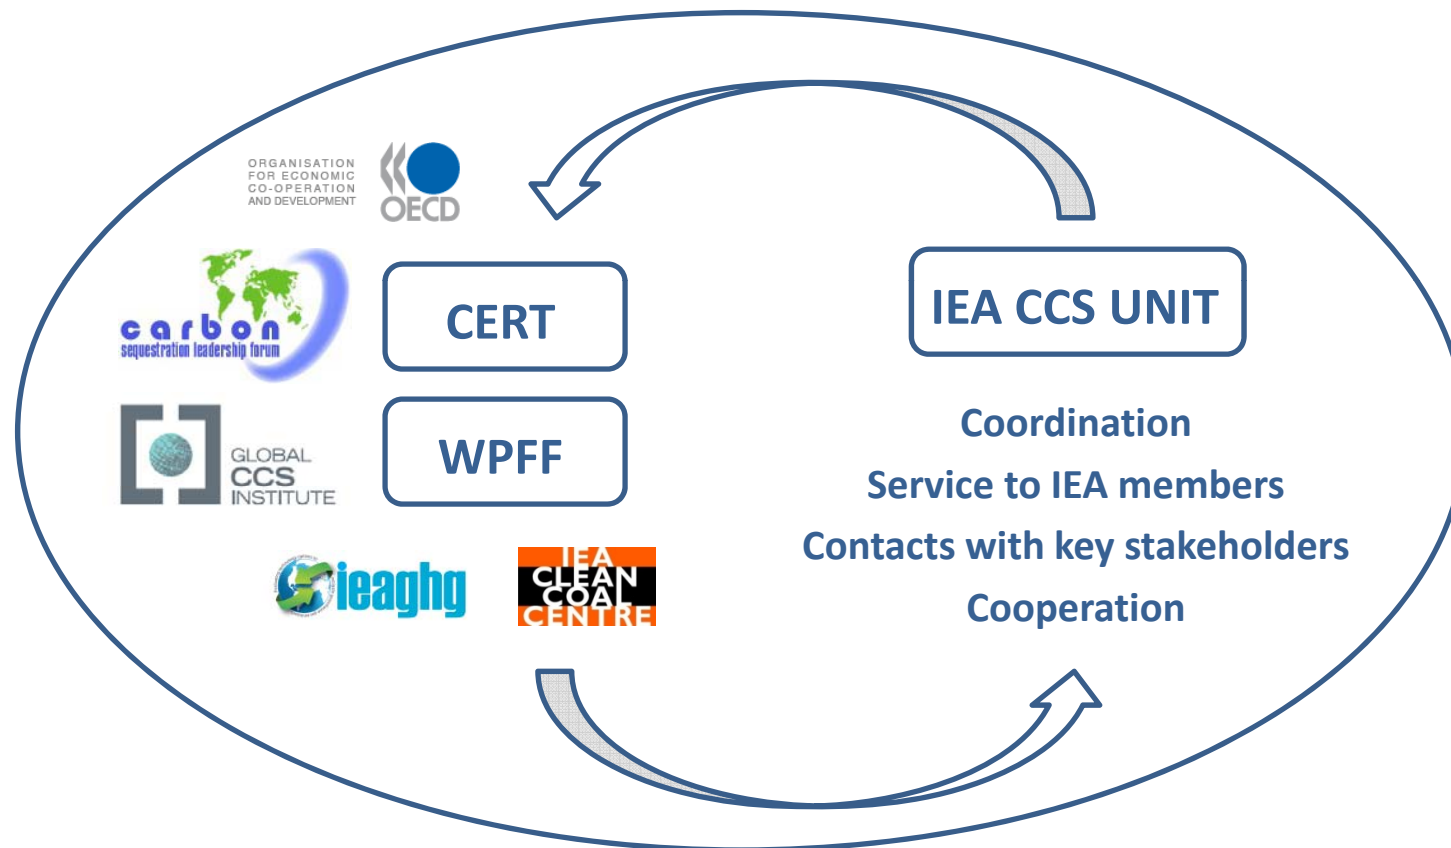 ORGANISATION
FOR ECONOMIC
CO-OPERATION
AND DEVELOPMENT
OECD
carbon
sequestration leadership forum
CERT
IEA CCS UNIT
GLOBAL
CCS
INSTITUTE
WPFF
Coordination
Service to IEA members
Contacts with key stakeholders
Cooperation
ieaghg
IEA
CLEAN
COAL
CENTRE